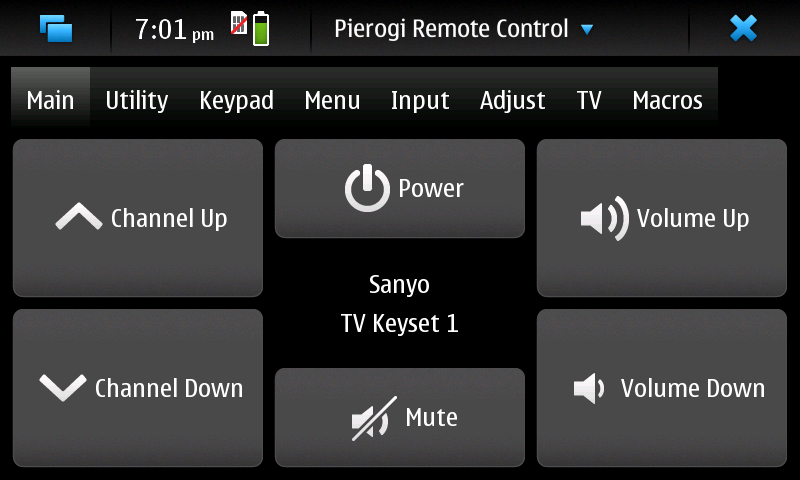 7:01 pm
Pierogi Remote Control
Main Utility Keypad Menu Input Adjust TV Macros
Channel Up
Power
Volume Up
Sanyo
TV Keyset 1
Channel Down
Mute
Volume Down